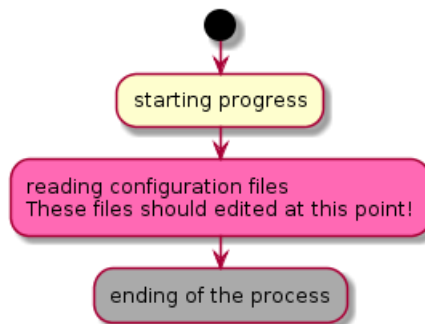 starting progress
reading configuration files
These files should edited at this point!
ending of the process